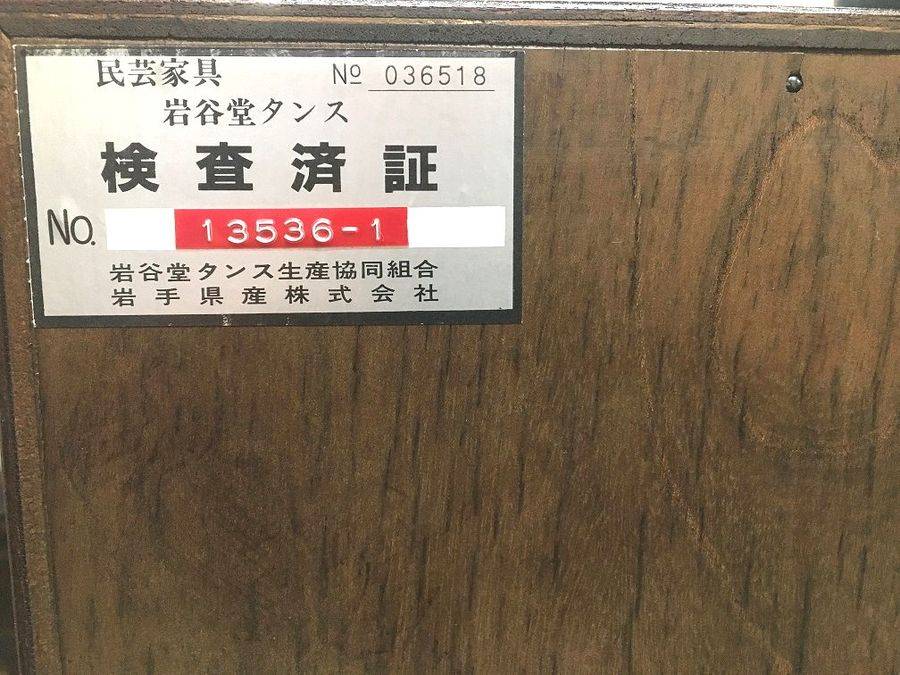 民芸家具 Nº 036518
岩谷堂タンス
検査済証
No. 13536-1
岩谷堂タンス生産協同組合
岩手県産株式会社